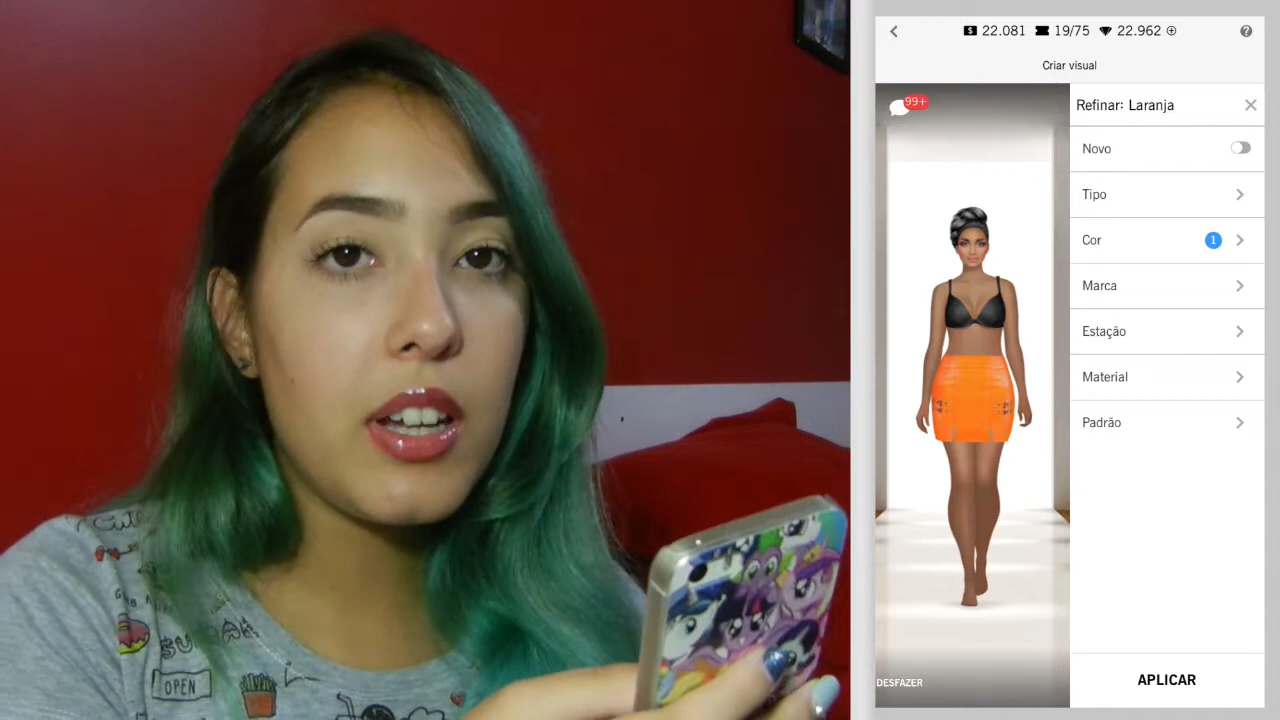 22.081 19/75 22.962
Criar visual
99+
Refinar: Laranja
Novo
Tipo
Cor 1
Marca
Estação
Material
Padrão
APLICAR
DESFAZER
OPEN